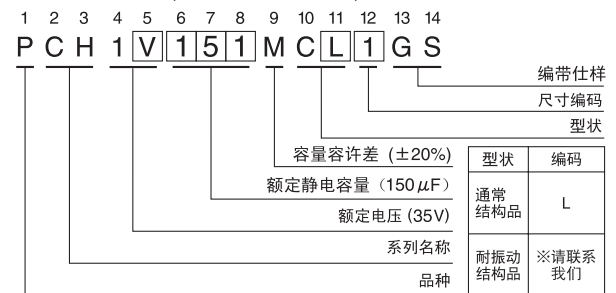 1 2 3 4 5 6 7 8 9 10 11 12 13 14
P C H 1 V 1 5 1 M C L 1 G S
编带仕样
尺寸编码
型状
容量容许差 (±20%)
额定静电容量（150μF）
额定电压 (35V)
系列名称
品种
型状 编码
通常
结构品
L
耐振动
结构品
※请联系
我们